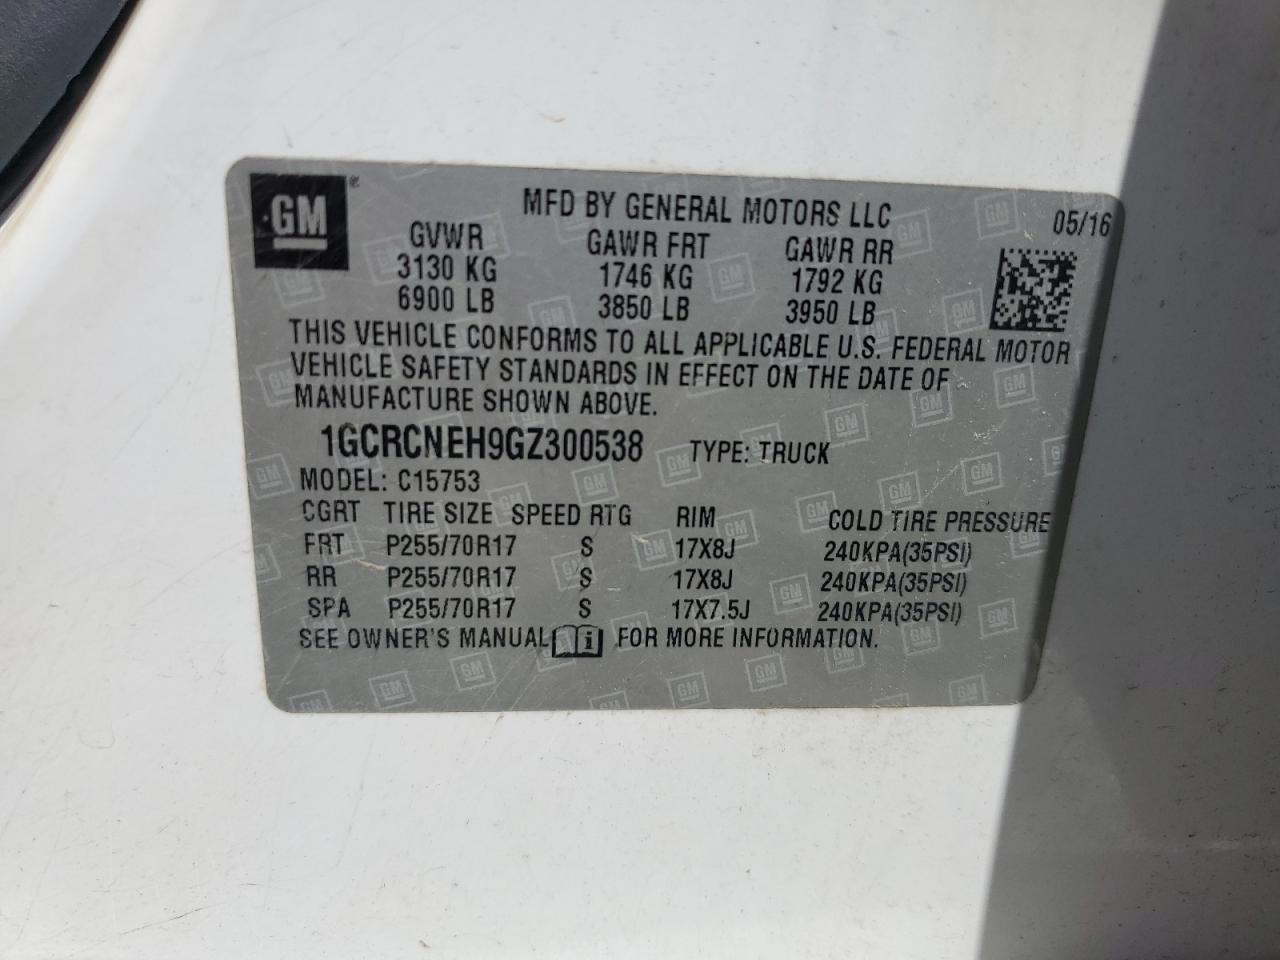 GM®
MFD BY GENERAL MOTORS LLC 05/16
GVWR GAWR FRT GAWR RR
3130 KG 1746 KG 1792 KG
6900 LB 3850 LB 3950 LB
THIS VEHICLE CONFORMS TO ALL APPLICABLE U.S. FEDERAL MOTOR
VEHICLE SAFETY STANDARDS IN EFFECT ON THE DATE OF
MANUFACTURE SHOWN ABOVE.
1GCRCNEH9GZ300538 TYPE: TRUCK
MODEL: C15753
CGRT TIRE SIZE SPEED RTG RIM COLD TIRE PRESSURE
FRT P255/70R17 S 17X8J 240KPA(35PSI)
RR P255/70R17 S 17X8J 240KPA(35PSI)
SPA P255/70R17 S 17X7.5J 240KPA(35PSI)
SEE OWNER'S MANUAL i FOR MORE INFORMATION.